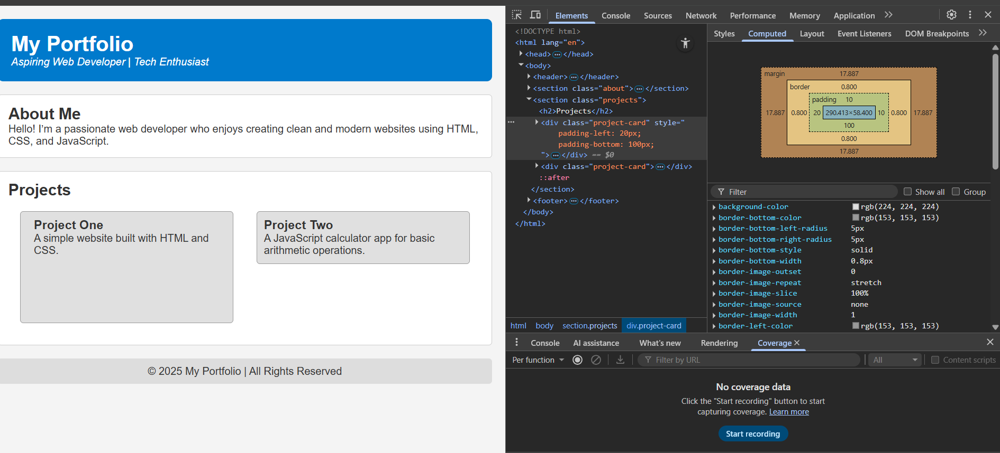 My Portfolio
Aspiring Web Developer | Tech Enthusiast
About Me
Hello! I’m a passionate web developer who enjoys creating clean and modern websites using HTML,
CSS, and JavaScript.
Projects
Project One
A simple website built with HTML and
CSS.
Project Two
A JavaScript calculator app for basic
arithmetic operations.
© 2025 My Portfolio | All Rights Reserved
Elements Console Sources Network Performance Memory Application
<!DOCTYPE html>
<html lang="en">
<head>…</head>
<body>
<header>…</header>
<section class="about">…</section>
<section class="projects">
<h2>Projects</h2>
<div class="project-card" style="
padding-left: 20px;
padding-bottom: 100px;
">…</div> == $0
<div class="project-card">…</div>
::after
</section>
<footer>…</footer>
</body>
</html>
html body section.projects div.project-card
Styles Computed Layout Event Listeners DOM Breakpoints
margin 17.887
border 0.800
padding 10
17.887 0.800 20 290.413×58.400 10 0.800 17.887
100
0.800
17.887
Filter Show all Group
background-color rgb(224, 224, 224)
border-bottom-color rgb(153, 153, 153)
border-bottom-left-radius 5px
border-bottom-right-radius 5px
border-bottom-style solid
border-bottom-width 0.8px
border-image-outset 0
border-image-repeat stretch
border-image-slice 100%
border-image-source none
border-image-width 1
border-left-color rgb(153, 153, 153)
Console AI assistance What's new Rendering Coverage
Per function Filter by URL All Content scripts
No coverage data
Click the "Start recording" button to start
capturing coverage. Learn more
Start recording